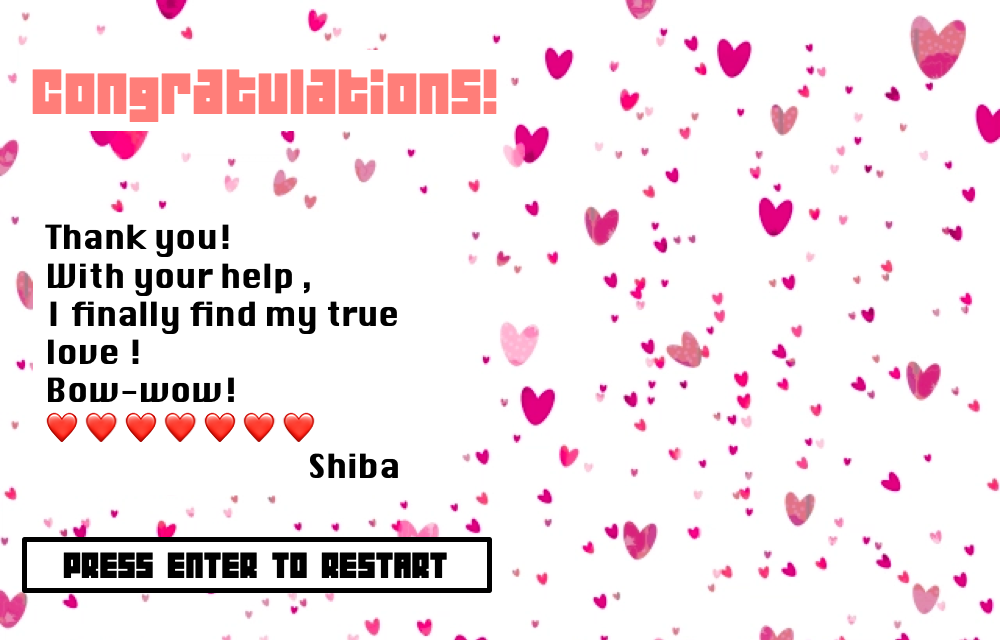 Congratulations!
Thank you!
With your help ,
I finally find my true
love !
Bow-wow!
❤️❤️❤️❤️❤️❤️❤️
Shiba
PRESS ENTER TO RESTART